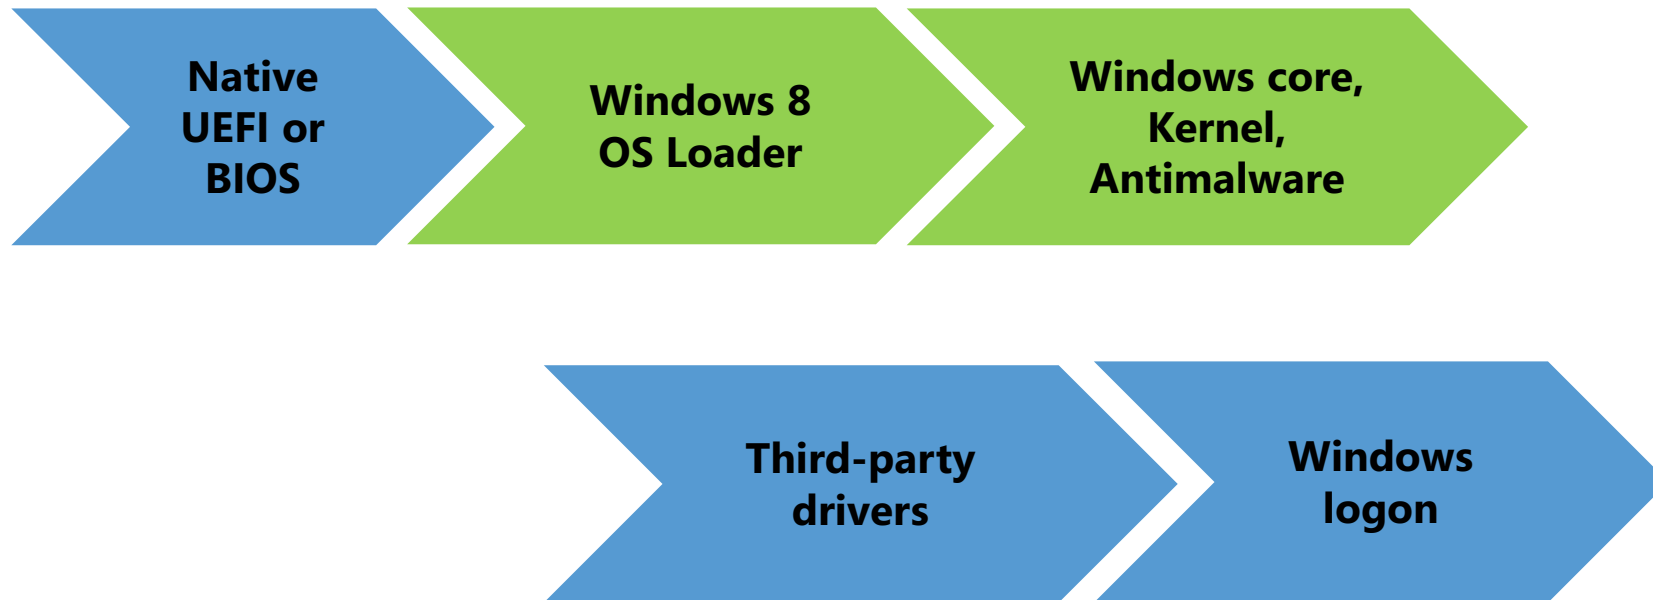 Native
UEFI or
BIOS
Windows 8
OS Loader
Windows core,
Kernel,
Antimalware
Third-party
drivers
Windows
logon